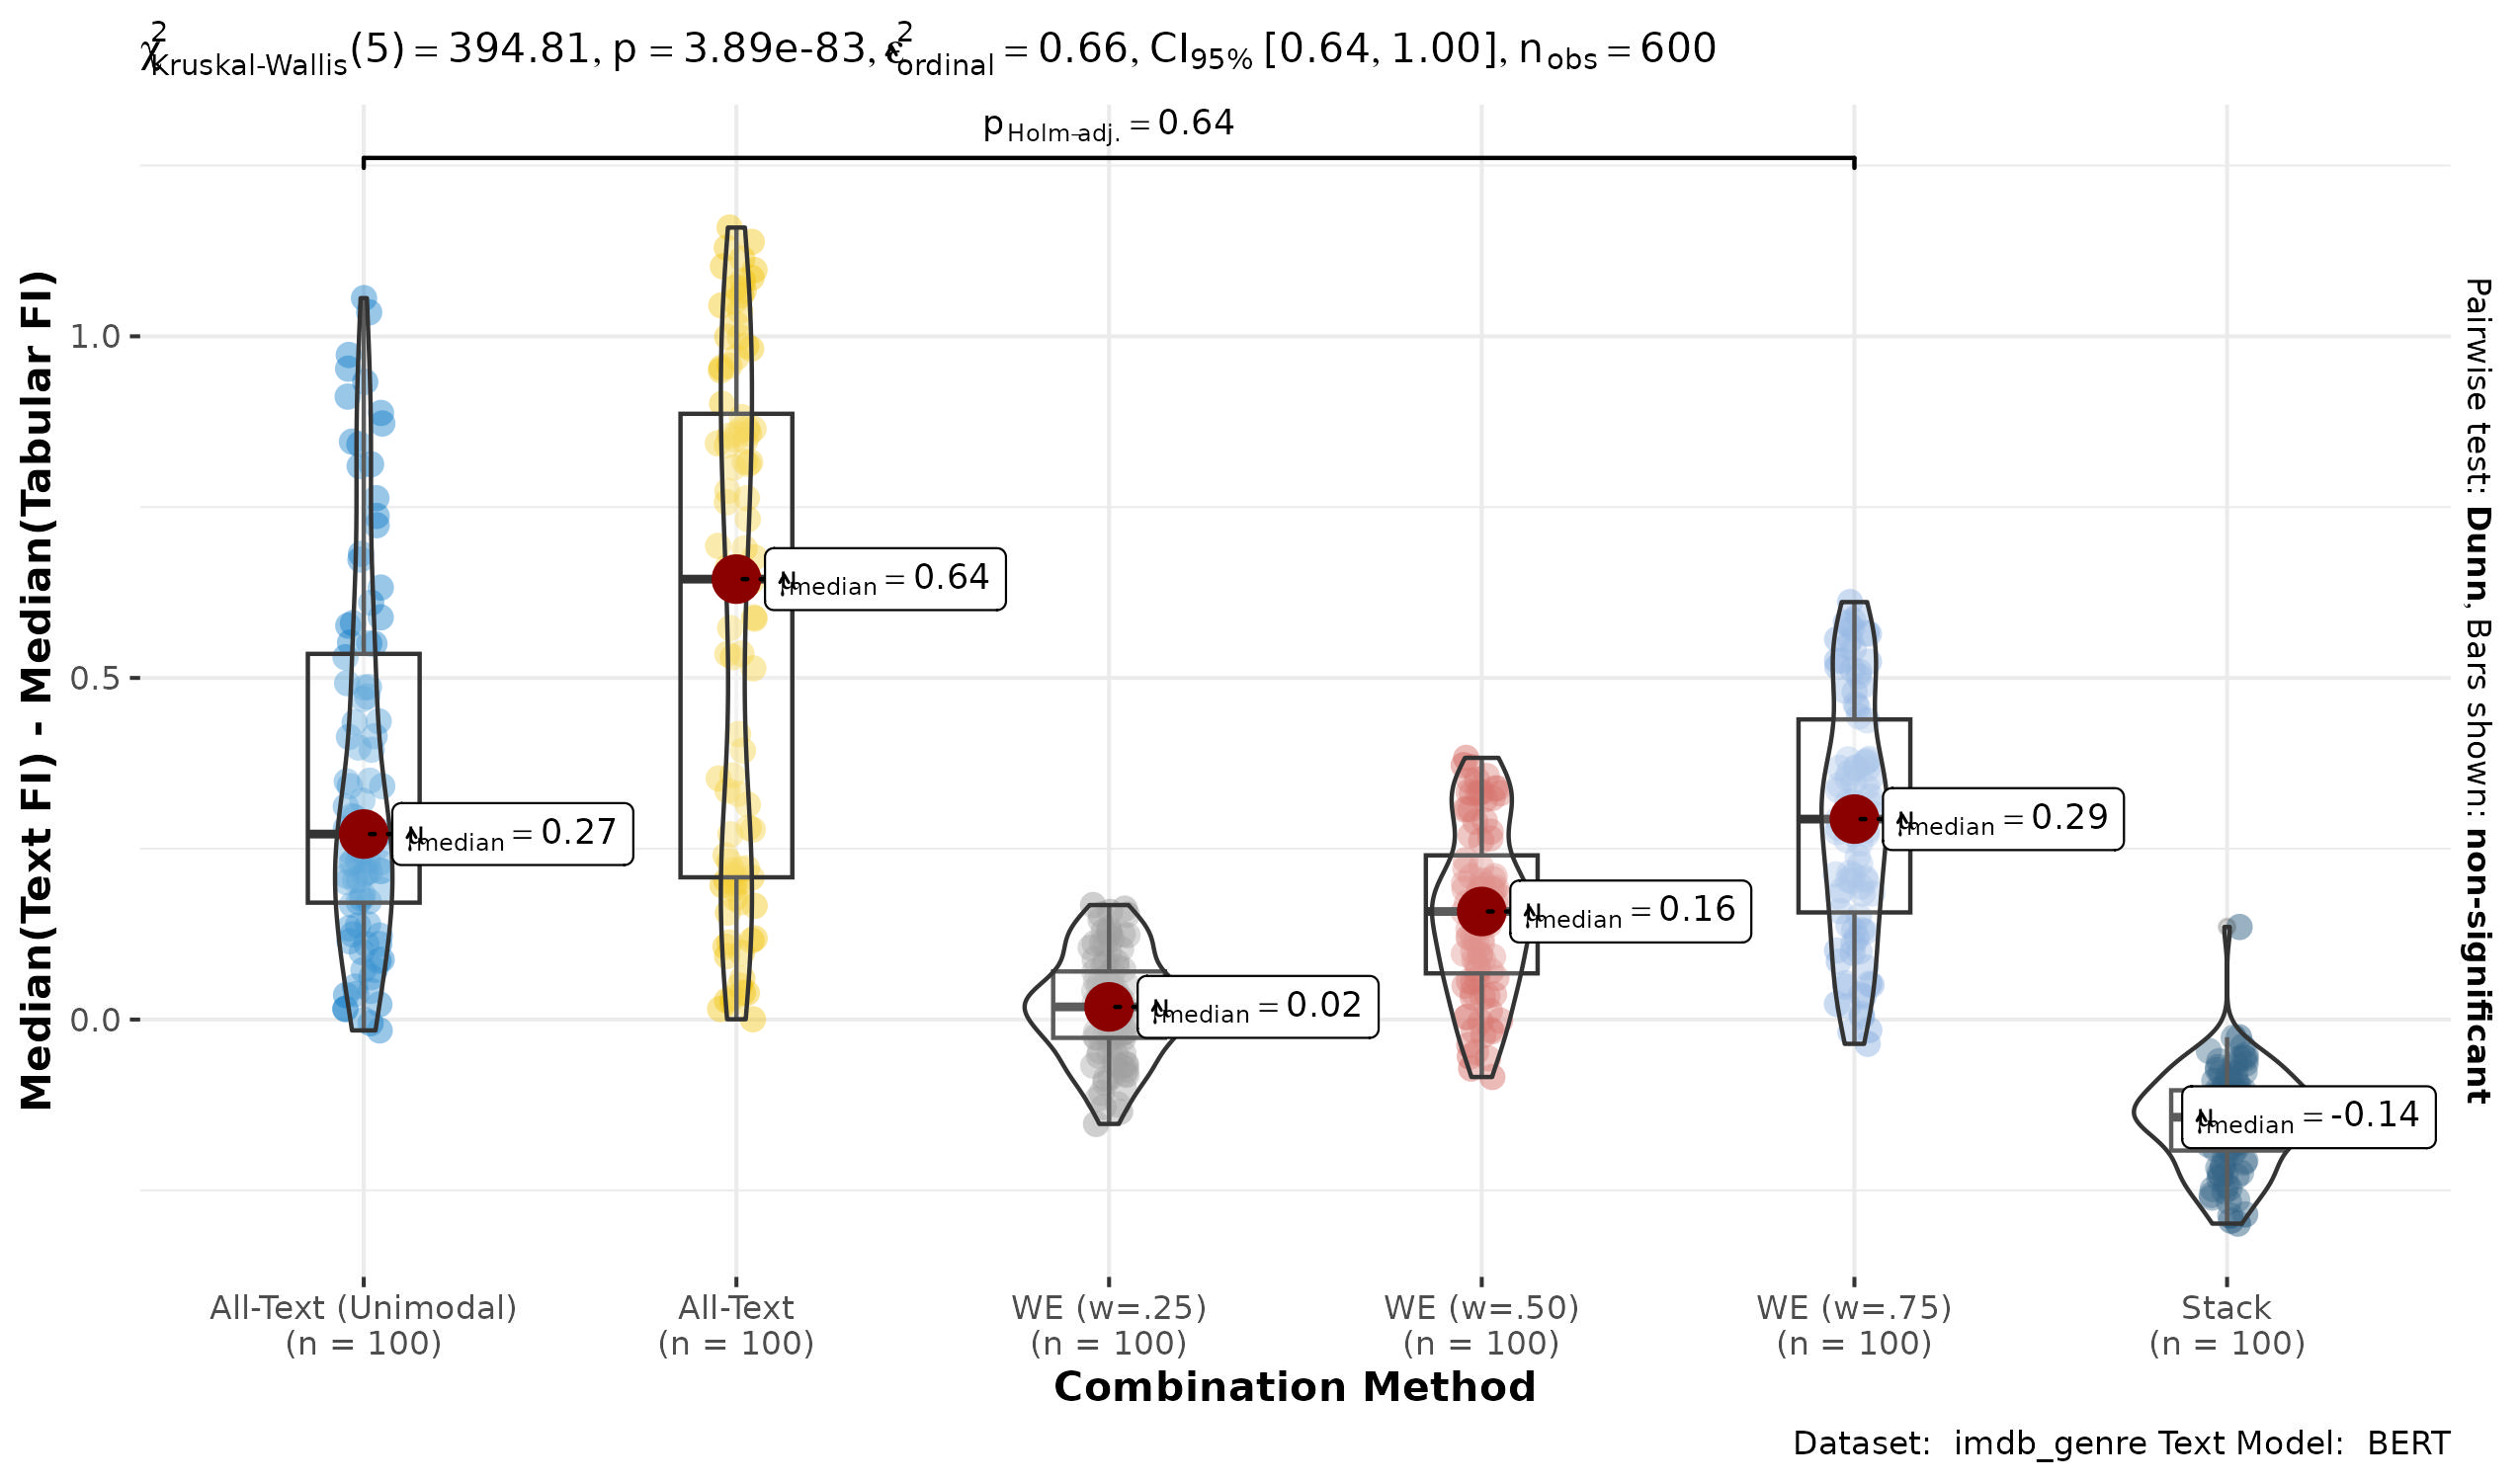 χ²Kruskal-Wallis(5) = 394.81, p = 3.89e-83, ε²ordinal = 0.66, CI95% [0.64, 1.00], nobs = 600
pHolm-adj. = 0.64
Median(Text FI) - Median(Tabular FI)
1.0
0.5
0.0
μ̂median = 0.27
μ̂median = 0.64
μ̂median = 0.02
μ̂median = 0.16
μ̂median = 0.29
μ̂median = -0.14
Pairwise test: Dunn, Bars shown: non-significant
All-Text (Unimodal)
(n = 100)
All-Text
(n = 100)
WE (w=.25)
(n = 100)
WE (w=.50)
(n = 100)
WE (w=.75)
(n = 100)
Stack
(n = 100)
Combination Method
Dataset: imdb_genre Text Model: BERT